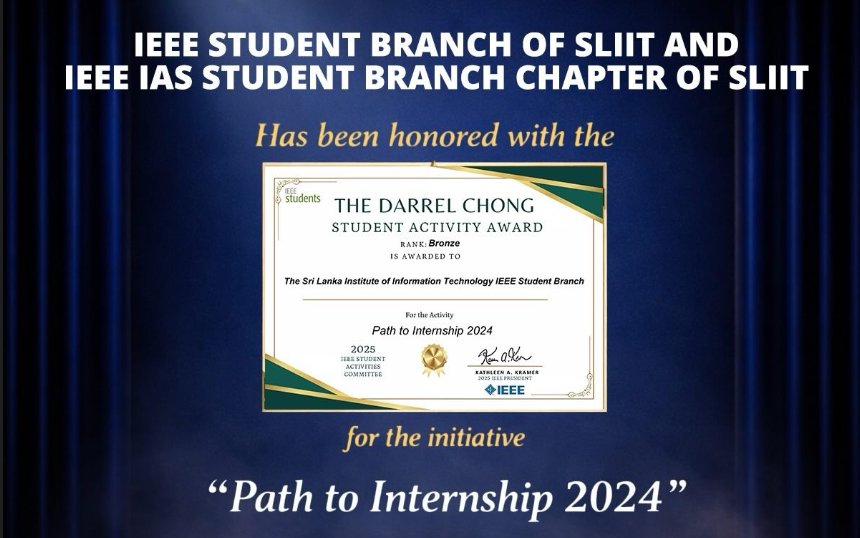 IEEE STUDENT BRANCH OF SLIIT AND
IEEE IAS STUDENT BRANCH CHAPTER OF SLIIT
Has been honored with the
IEEE
students
THE DARREL CHONG
STUDENT ACTIVITY AWARD
RANK: Bronze
IS AWARDED TO
The Sri Lanka Institute of Information Technology IEEE Student Branch
For the Activity
Path to Internship 2024
2025
IEEE STUDENT
ACTIVITIES
COMMITTEE
KATHLEEN A. KRAMER
2025 IEEE PRESIDENT
IEEE
for the initiative
“Path to Internship 2024”